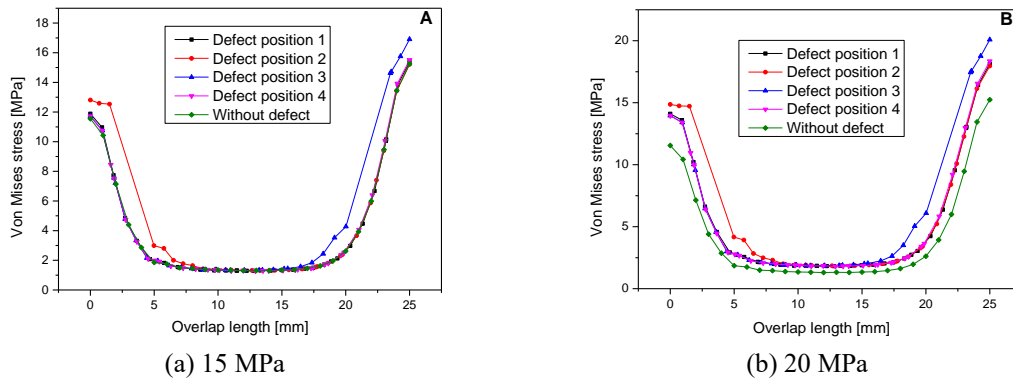 A
Defect position 1
Defect position 2
Defect position 3
Defect position 4
Without defect
Von Mises stress [MPa]
18
16
14
12
10
8
6
4
2
0
0 5 10 15 20 25
Overlap length [mm]
(a) 15 MPa
B
Defect position 1
Defect position 2
Defect position 3
Defect position 4
Without defect
Von Mises stress [MPa]
20
15
10
5
0
0 5 10 15 20 25
Overlap length [mm]
(b) 20 MPa